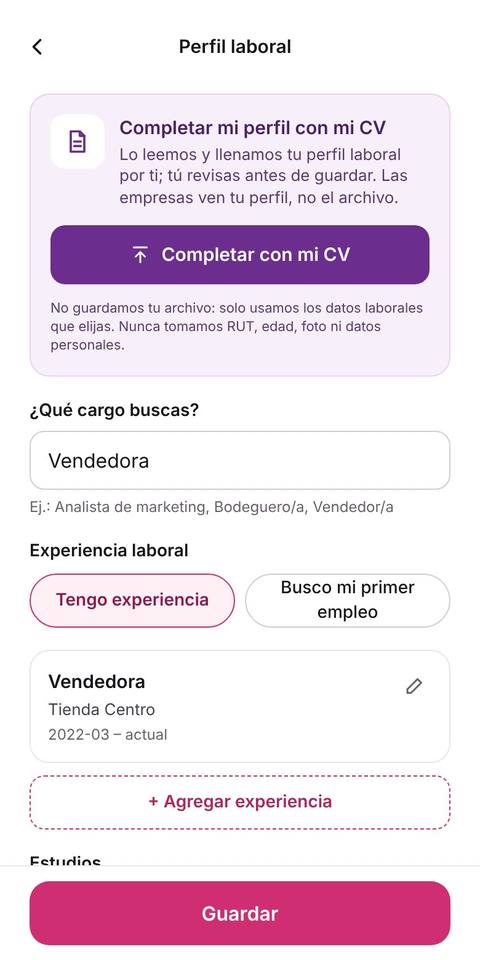 Perfil laboral
Completar mi perfil con mi CV
Lo leemos y llenamos tu perfil laboral
por ti; tú revisas antes de guardar. Las
empresas ven tu perfil, no el archivo.
Completar con mi CV
No guardamos tu archivo: solo usamos los datos laborales
que elijas. Nunca tomamos RUT, edad, foto ni datos
personales.
¿Qué cargo buscas?
Vendedora
Ej.: Analista de marketing, Bodeguero/a, Vendedor/a
Experiencia laboral
Tengo experiencia
Busco mi primer
empleo
Vendedora
Tienda Centro
2022-03 – actual
+ Agregar experiencia
Estudios
Guardar